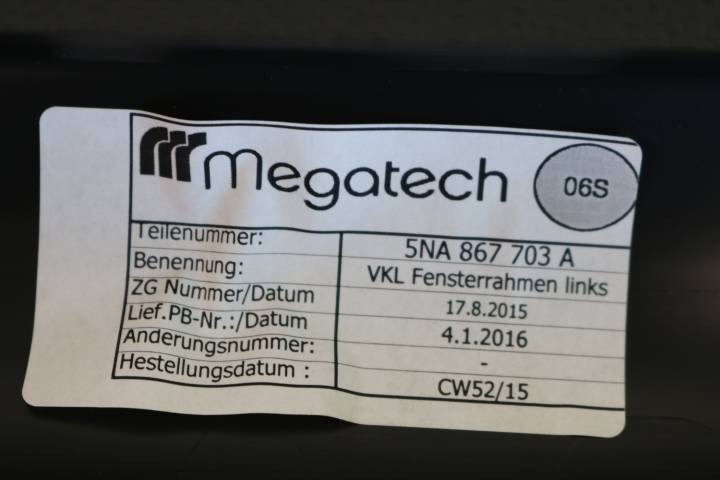 Megatech
06S
Teilenummer: 5NA 867 703 A
Benennung: VKL Fensterrahmen links
ZG Nummer/Datum 17.8.2015
Lief.PB-Nr.:/Datum 4.1.2016
Änderungsnummer: -
Hestellungsdatum : CW52/15